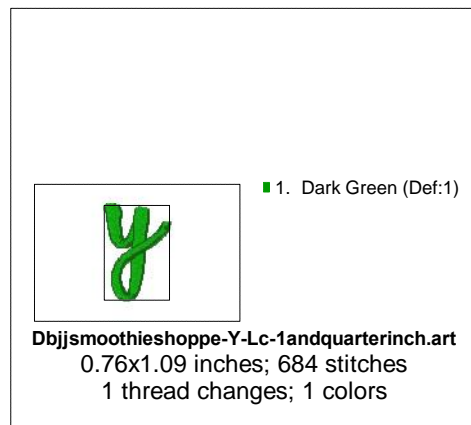 1. Dark Green (Def:1)
y
Dbjjsmoothieshoppe-Y-Lc-1andquarterinch.art
0.76x1.09 inches; 684 stitches
1 thread changes; 1 colors